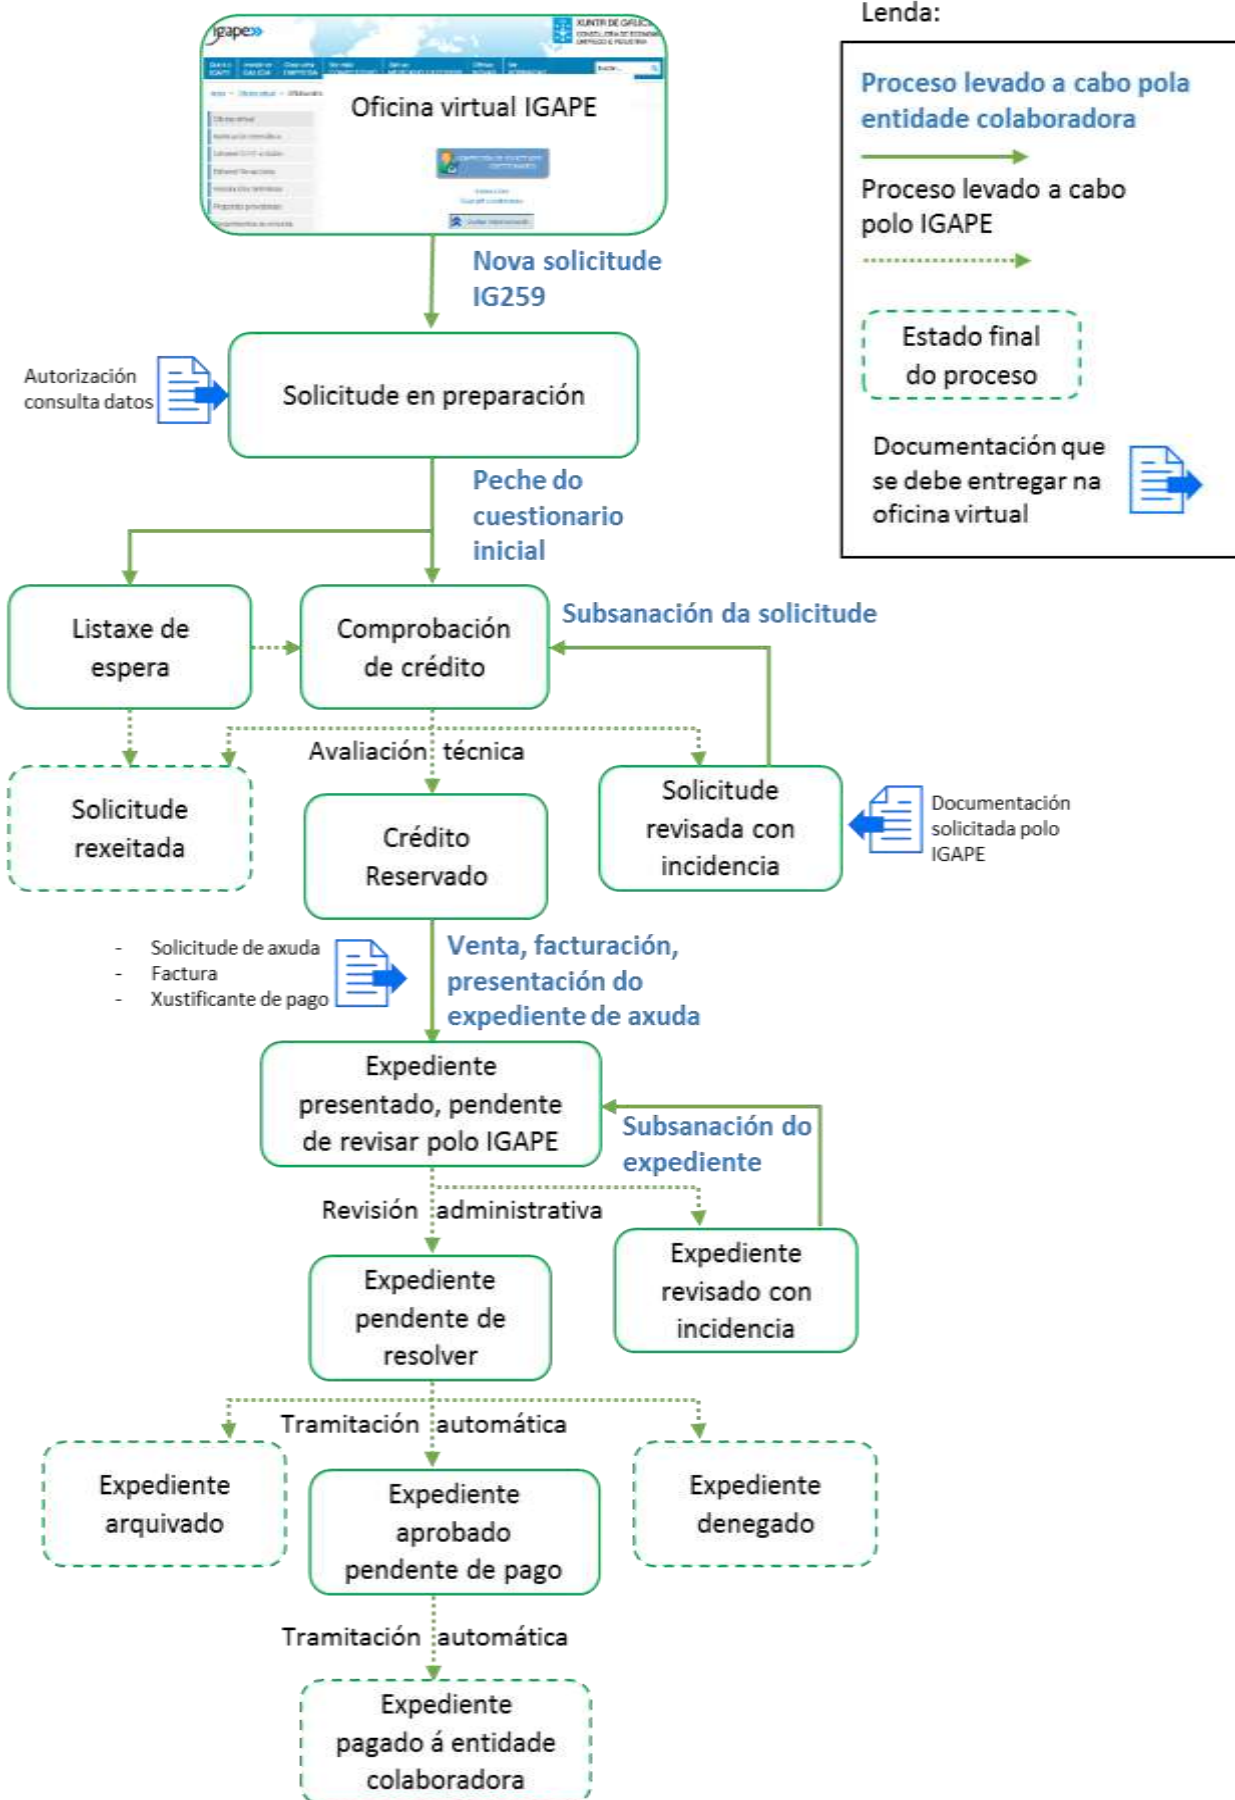 igape
XUNTA DE GALICIA
Oficina virtual IGAPE
Lenda:
Proceso levado a cabo pola
entidade colaboradora
Proceso levado a cabo
polo IGAPE
Estado final
do proceso
Documentación que
se debe entregar na
oficina virtual
Nova solicitude
IG259
Autorización
consulta datos
Solicitude en preparación
Peche do
cuestionario
inicial
Listaxe de
espera
Comprobación
de crédito
Subsanación da solicitude
Avaliación técnica
Solicitude
rexeitada
Crédito
Reservado
Solicitude
revisada con
incidencia
Documentación
solicitada polo
IGAPE
- Solicitude de axuda
- Factura
- Xustificante de pago
Venta, facturación,
presentación do
expediente de axuda
Expediente
presentado, pendente
de revisar polo IGAPE
Subsanación do
expediente
Revisión administrativa
Expediente
pendente de
resolver
Expediente
revisado con
incidencia
Tramitación automática
Expediente
arquivado
Expediente
aprobado
pendente de pago
Expediente
denegado
Tramitación automática
Expediente
pagado á entidade
colaboradora